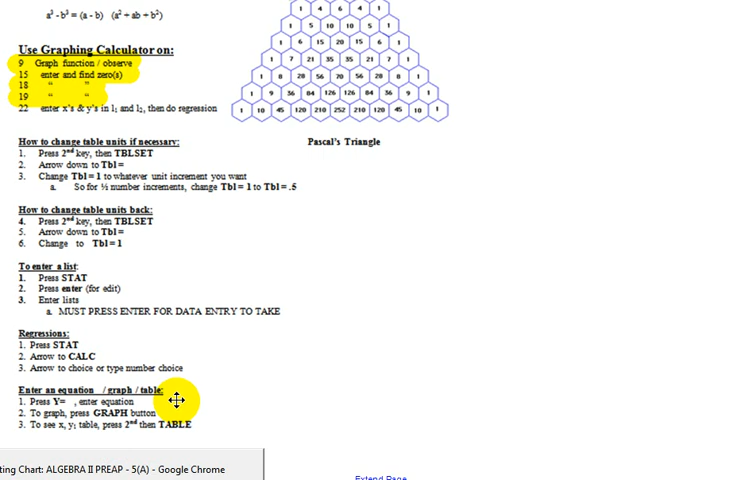 a³ - b³ = (a - b) (a² + ab + b²)
Use Graphing Calculator on:
9 Graph function / observe
15 enter and find zero(s)
18 " "
19 " "
22 enter x's & y's in l₁ and l₂, then do regression
1 4 6 4 1
1 5 10 10 5 1
1 6 15 20 15 6 1
1 7 21 35 35 21 7 1
1 8 28 56 70 56 28 8 1
1 9 36 84 126 126 84 36 9 1
1 10 45 120 210 252 210 120 45 10 1
Pascal's Triangle
How to change table units if necessary:
1. Press 2nd key, then TBLSET
2. Arrow down to Tbl =
3. Change Tbl = 1 to whatever unit increment you want
a. So for ½ number increments, change Tbl = 1 to Tbl = .5
How to change table units back:
4. Press 2nd key, then TBLSET
5. Arrow down to Tbl =
6. Change to Tbl = 1
To enter a list:
1. Press STAT
2. Press enter (for edit)
3. Enter lists
a. MUST PRESS ENTER FOR DATA ENTRY TO TAKE
Regressions:
1. Press STAT
2. Arrow to CALC
3. Arrow to choice or type number choice
Enter an equation / graph / table:
1. Press Y= , enter equation
2. To graph, press GRAPH button
3. To see x, y; table, press 2nd then TABLE
ting Chart: ALGEBRA II PREAP - 5(A) - Google Chrome
Extend Page